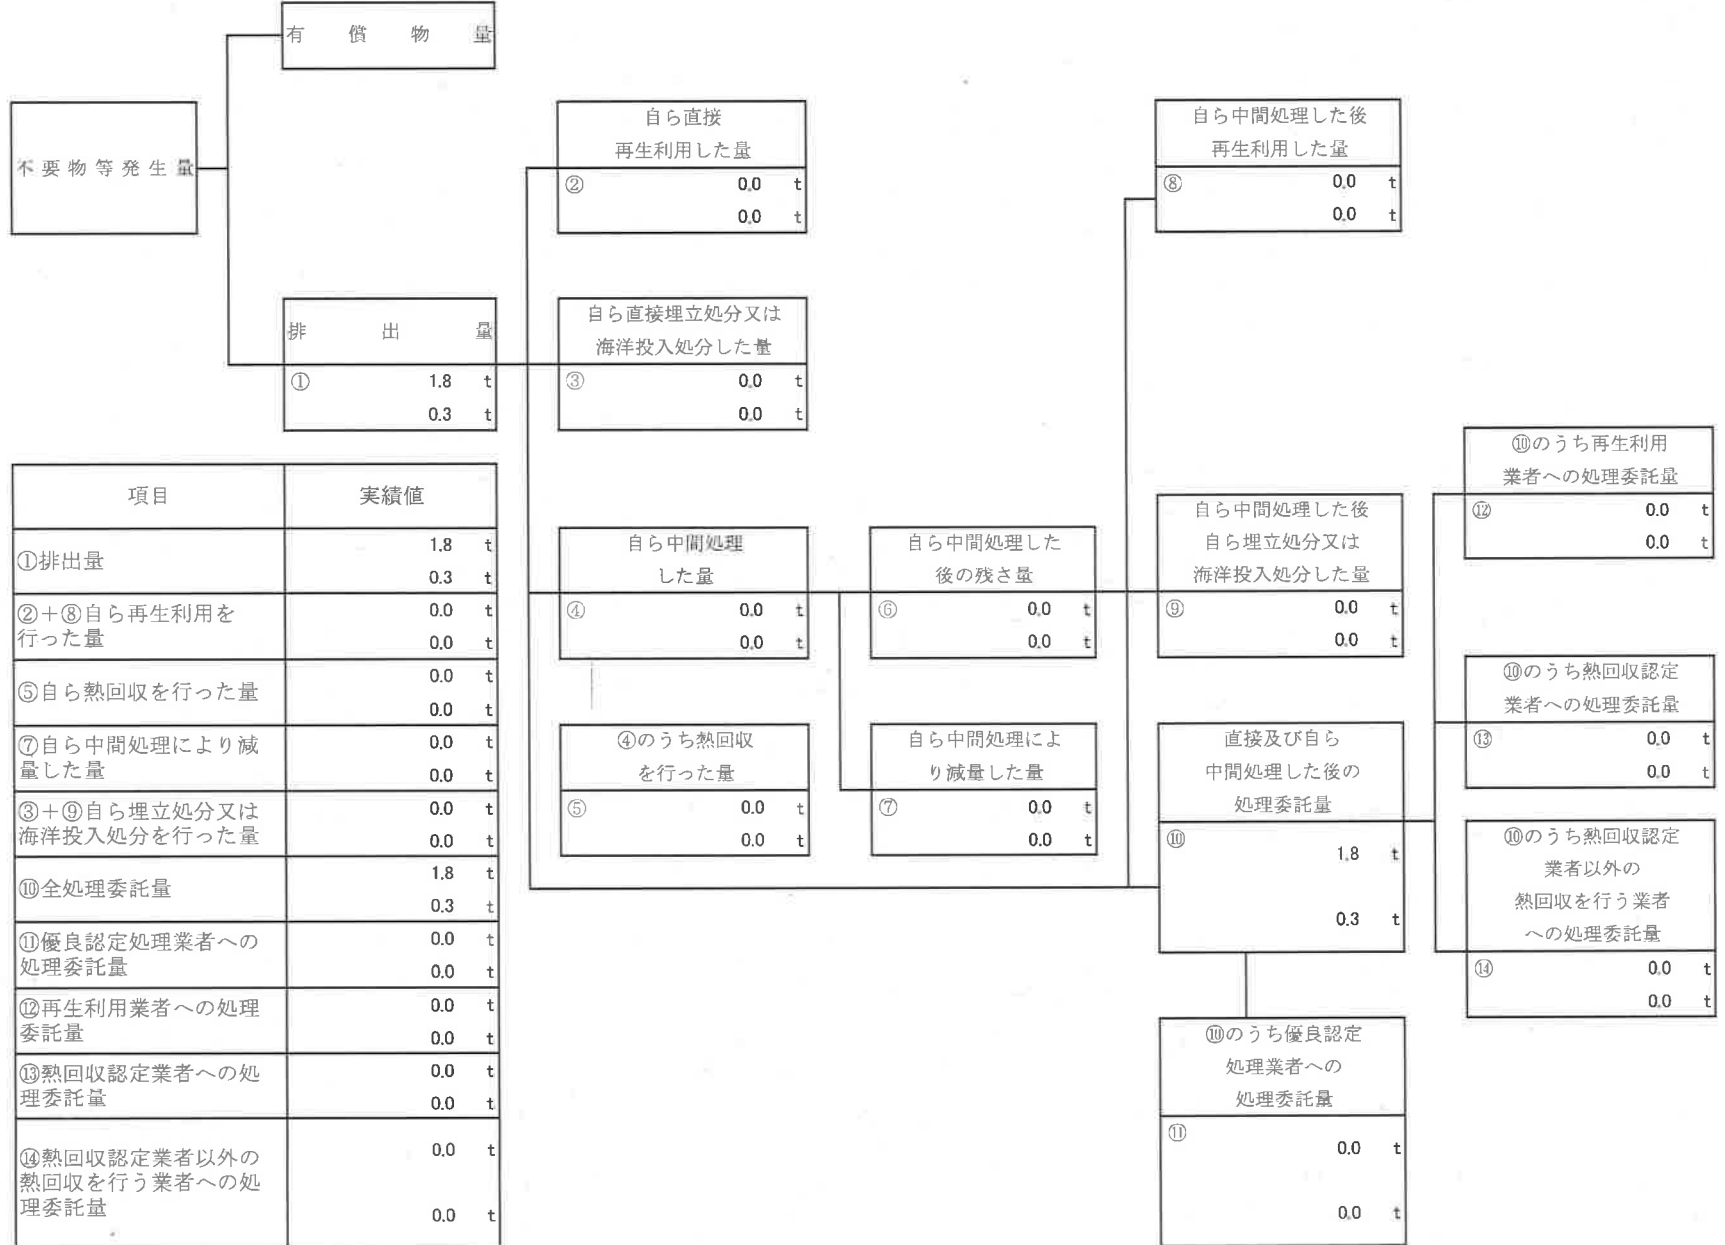 有償物量
不要物等発生量
排出量
① 1.8 t
0.3 t
自ら直接
再生利用した量
② 0.0 t
0.0 t
自ら直接埋立処分又は
海洋投入処分した量
③ 0.0 t
0.0 t
自ら中間処理
した量
④ 0.0 t
0.0 t
④のうち熱回収
を行った量
⑤ 0.0 t
0.0 t
自ら中間処理した
後の残さ量
⑥ 0.0 t
0.0 t
自ら中間処理によ
り減量した量
⑦ 0.0 t
0.0 t
自ら中間処理した後
再生利用した量
⑧ 0.0 t
0.0 t
自ら中間処理した後
自ら埋立処分又は
海洋投入処分した量
⑨ 0.0 t
0.0 t
直接及び自ら
中間処理した後の
処理委託量
⑩
1.8 t
0.3 t
⑩のうち優良認定
処理業者への
処理委託量
⑪
0.0 t
0.0 t
⑩のうち再生利用
業者への処理委託量
⑫ 0.0 t
0.0 t
⑩のうち熱回収認定
業者への処理委託量
⑬ 0.0 t
0.0 t
⑩のうち熱回収認定
業者以外の
熱回収を行う業者
への処理委託量
⑭ 0.0 t
0.0 t
項目 実績値
①排出量
1.8 t
0.3 t
②＋⑧自ら再生利用を
行った量
0.0 t
0.0 t
⑤自ら熱回収を行った量
0.0 t
0.0 t
⑦自ら中間処理により減
量した量
0.0 t
0.0 t
③＋⑨自ら埋立処分又は
海洋投入処分を行った量
0.0 t
0.0 t
⑩全処理委託量
1.8 t
0.3 t
⑪優良認定処理業者への
処理委託量
0.0 t
0.0 t
⑫再生利用業者への処理
委託量
0.0 t
0.0 t
⑬熱回収認定業者への処
理委託量
0.0 t
0.0 t
⑭熱回収認定業者以外の
熱回収を行う業者への処
理委託量
0.0 t
0.0 t